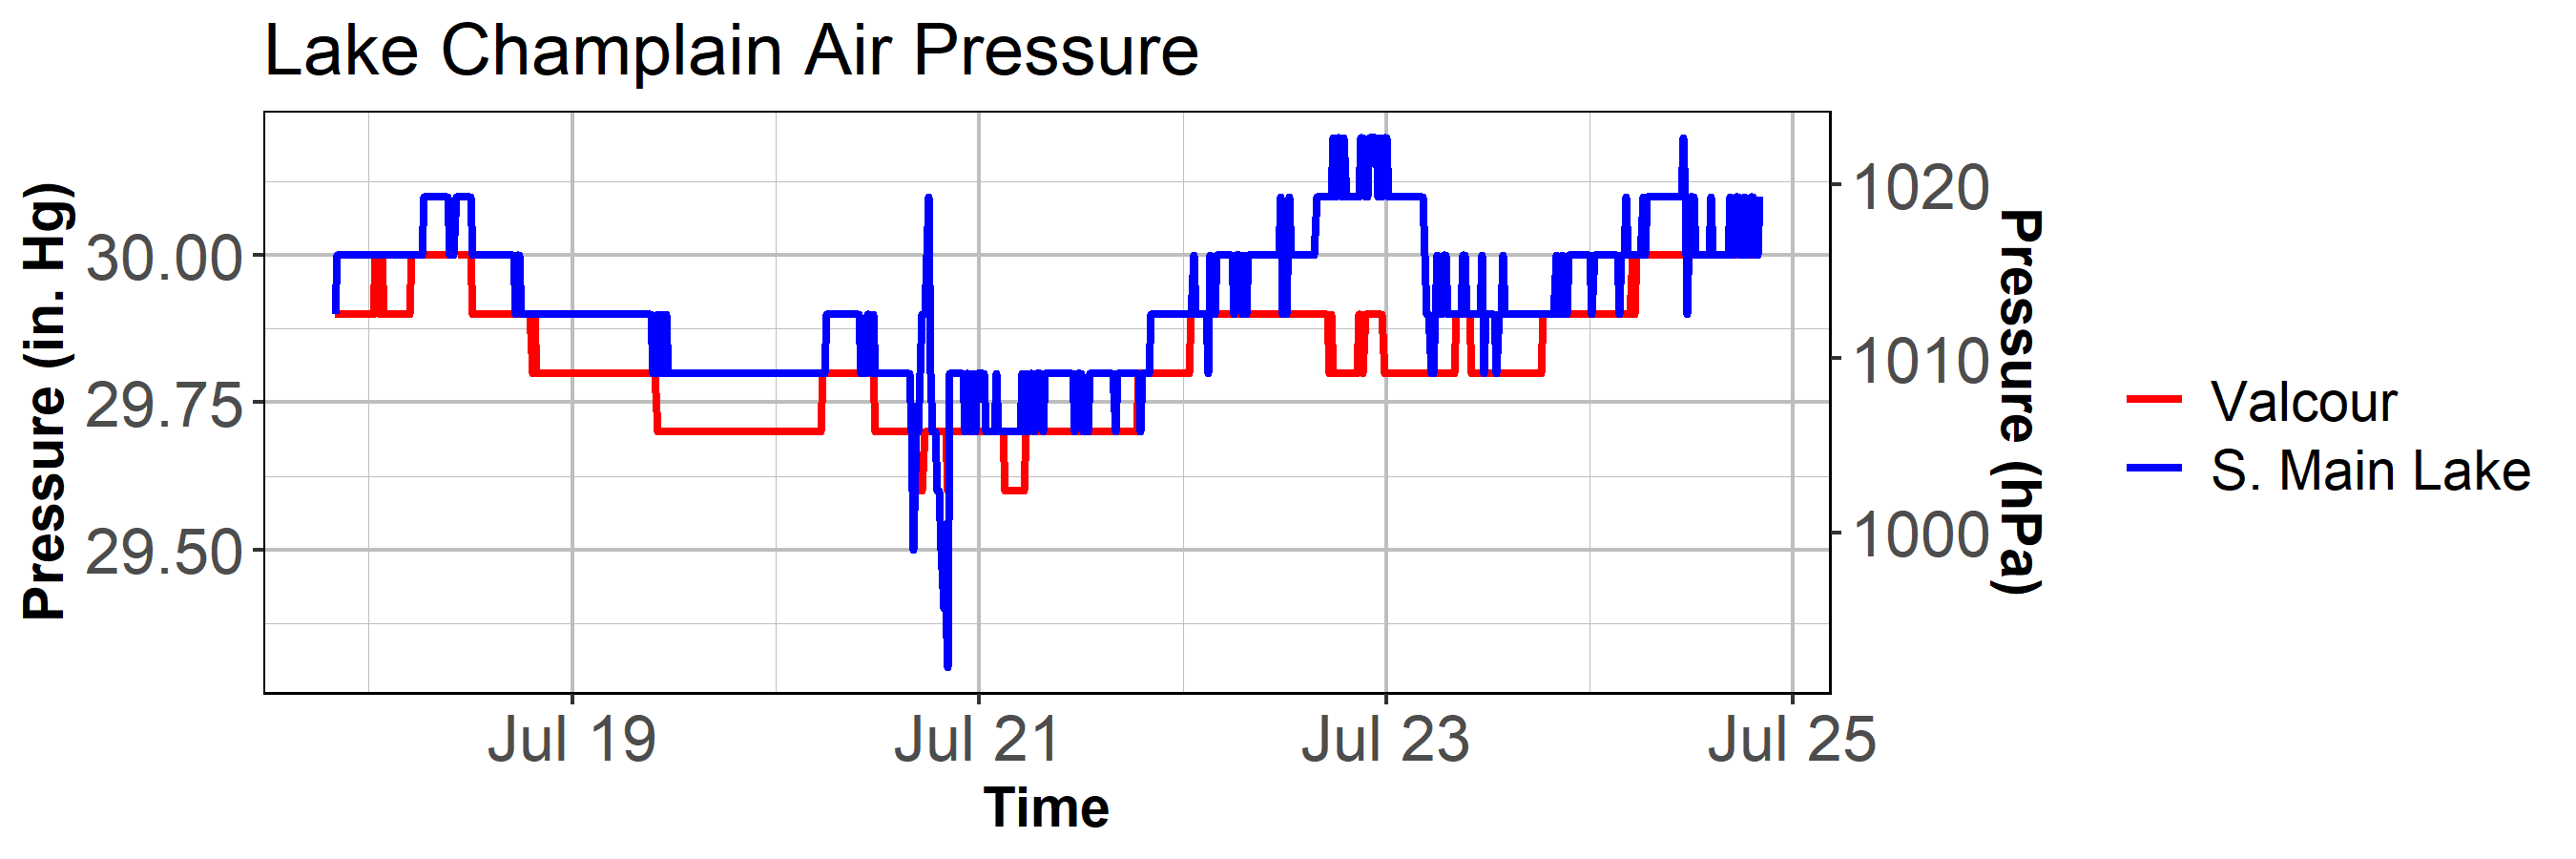 Lake Champlain Air Pressure
Pressure (in. Hg)
30.00
29.75
29.50
1020
1010
1000
Pressure (hPa)
Valcour
S. Main Lake
Jul 19
Jul 21
Jul 23
Jul 25
Time